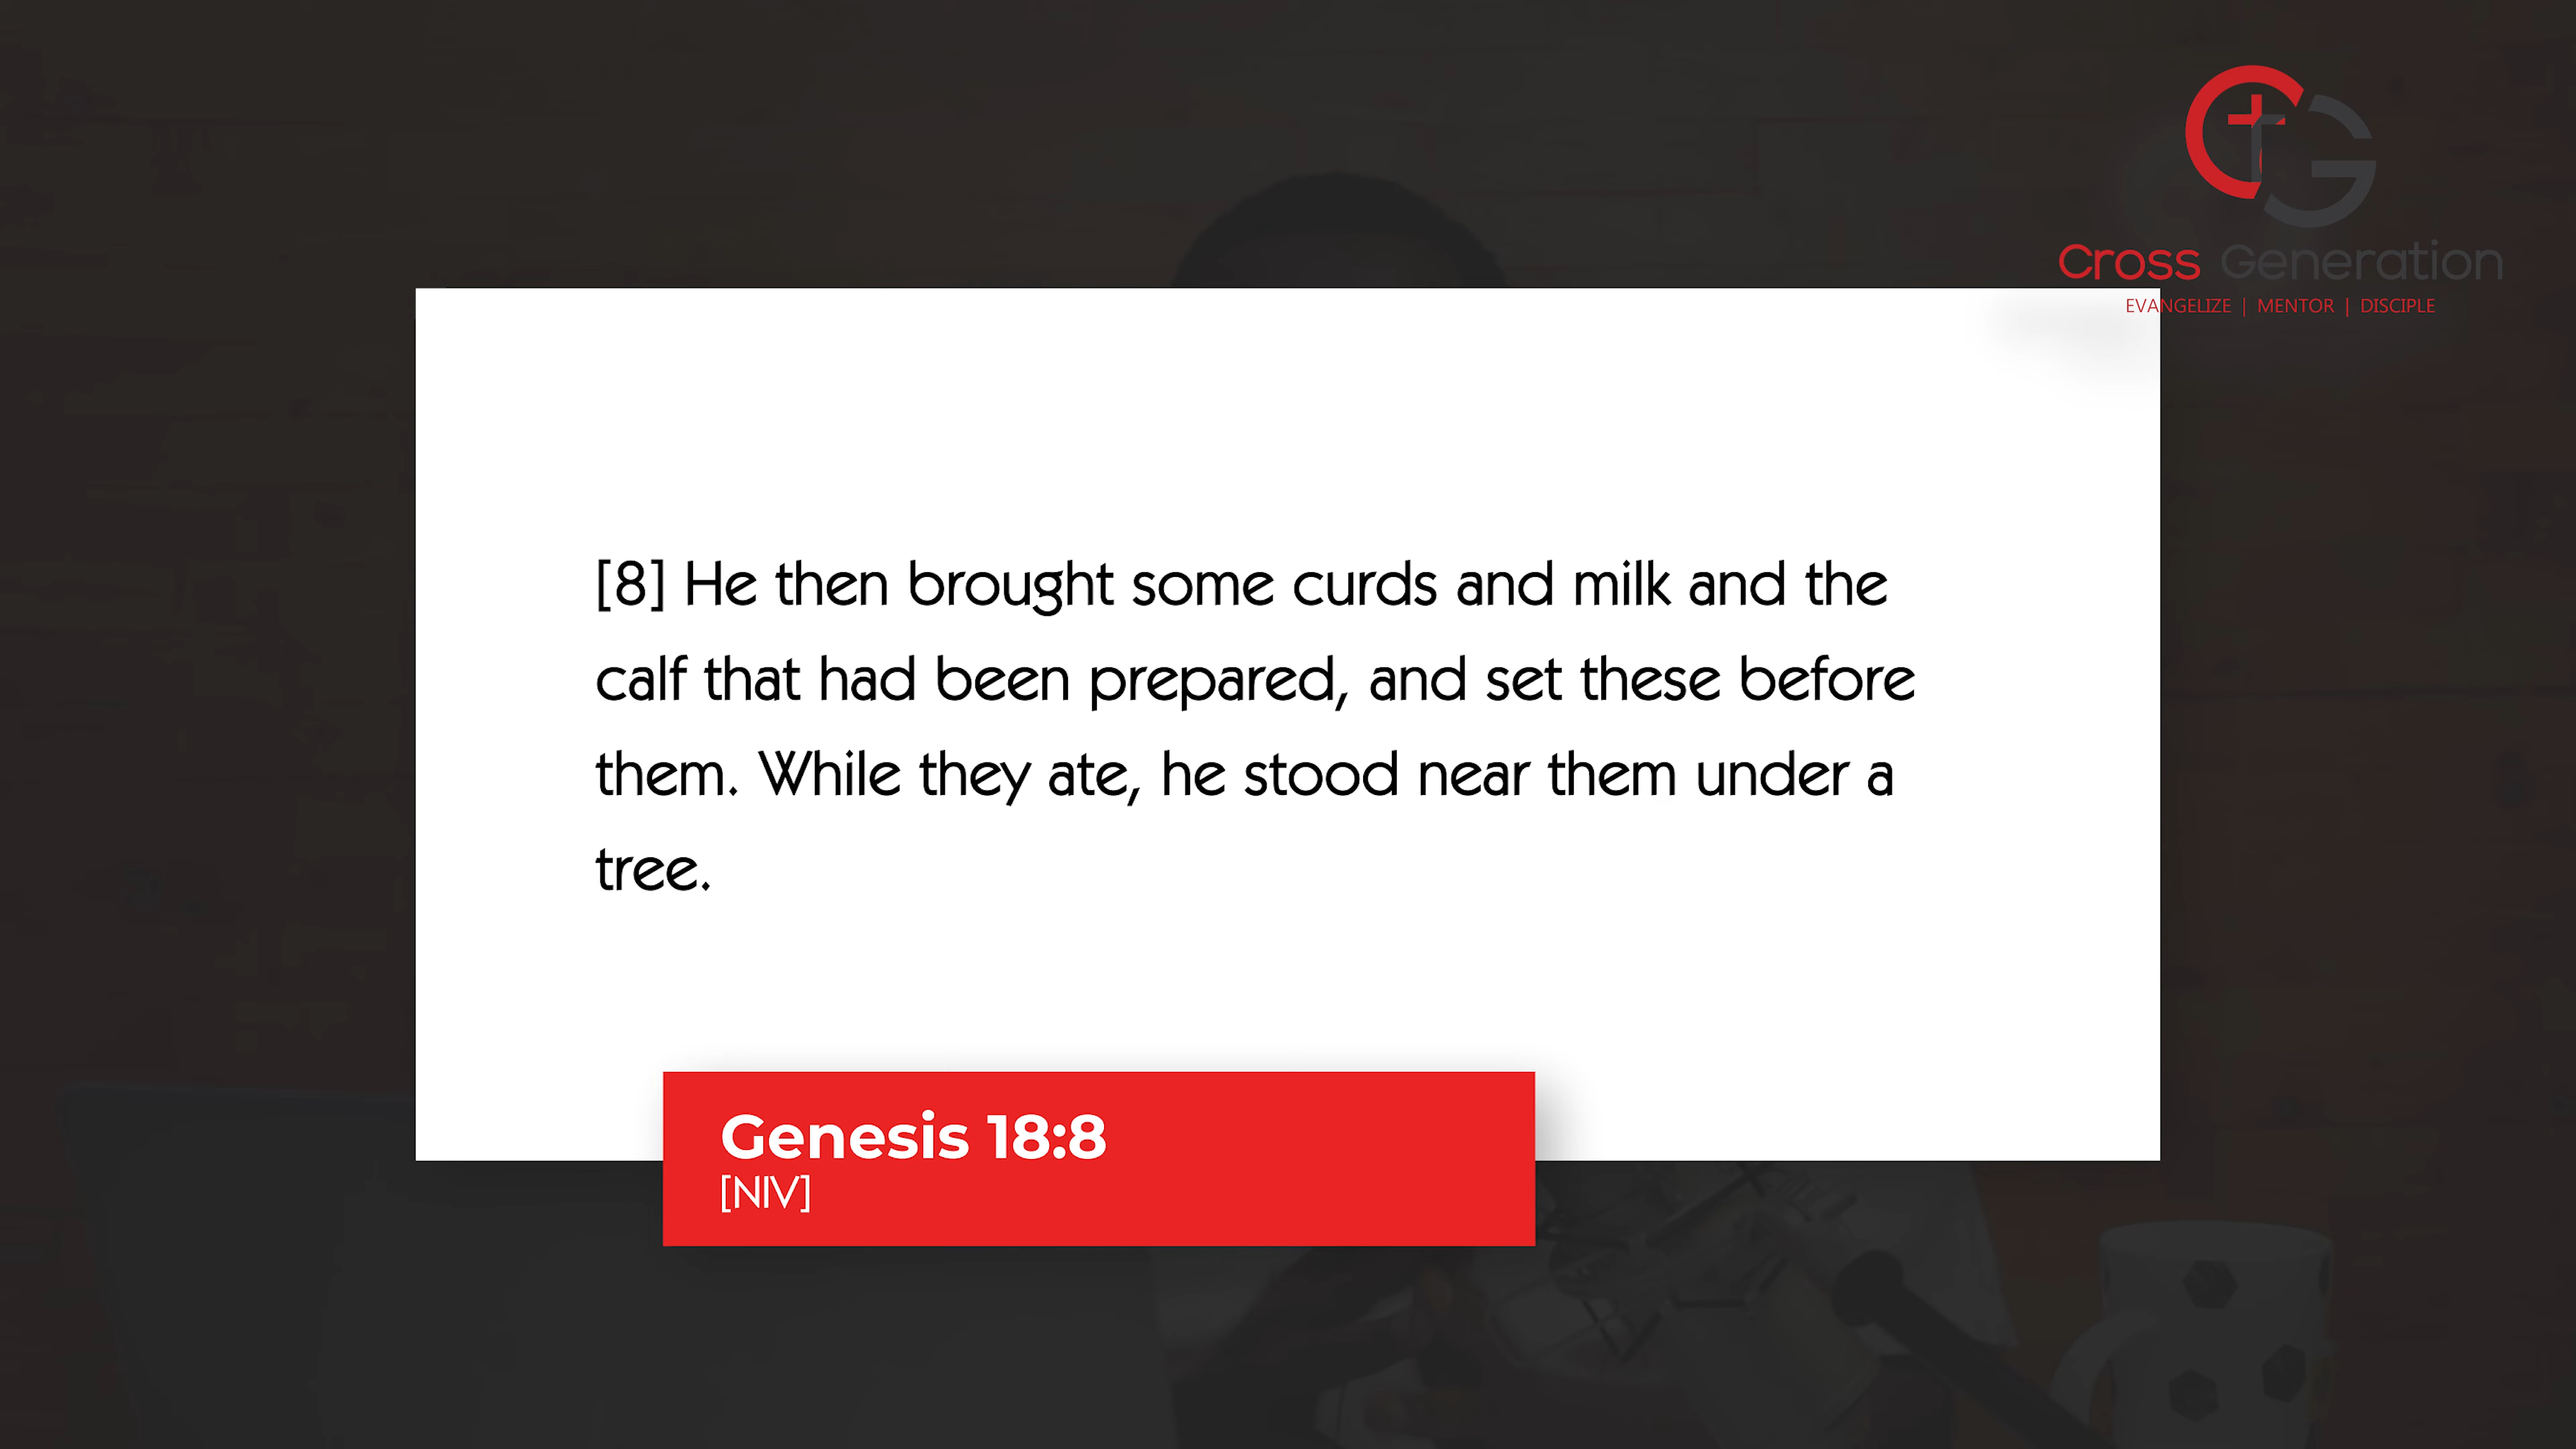 Cross Generation
EVANGELIZE | MENTOR | DISCIPLE
[8] He then brought some curds and milk and the
calf that had been prepared, and set these before
them. While they ate, he stood near them under a
tree.
Genesis 18:8
[NIV]